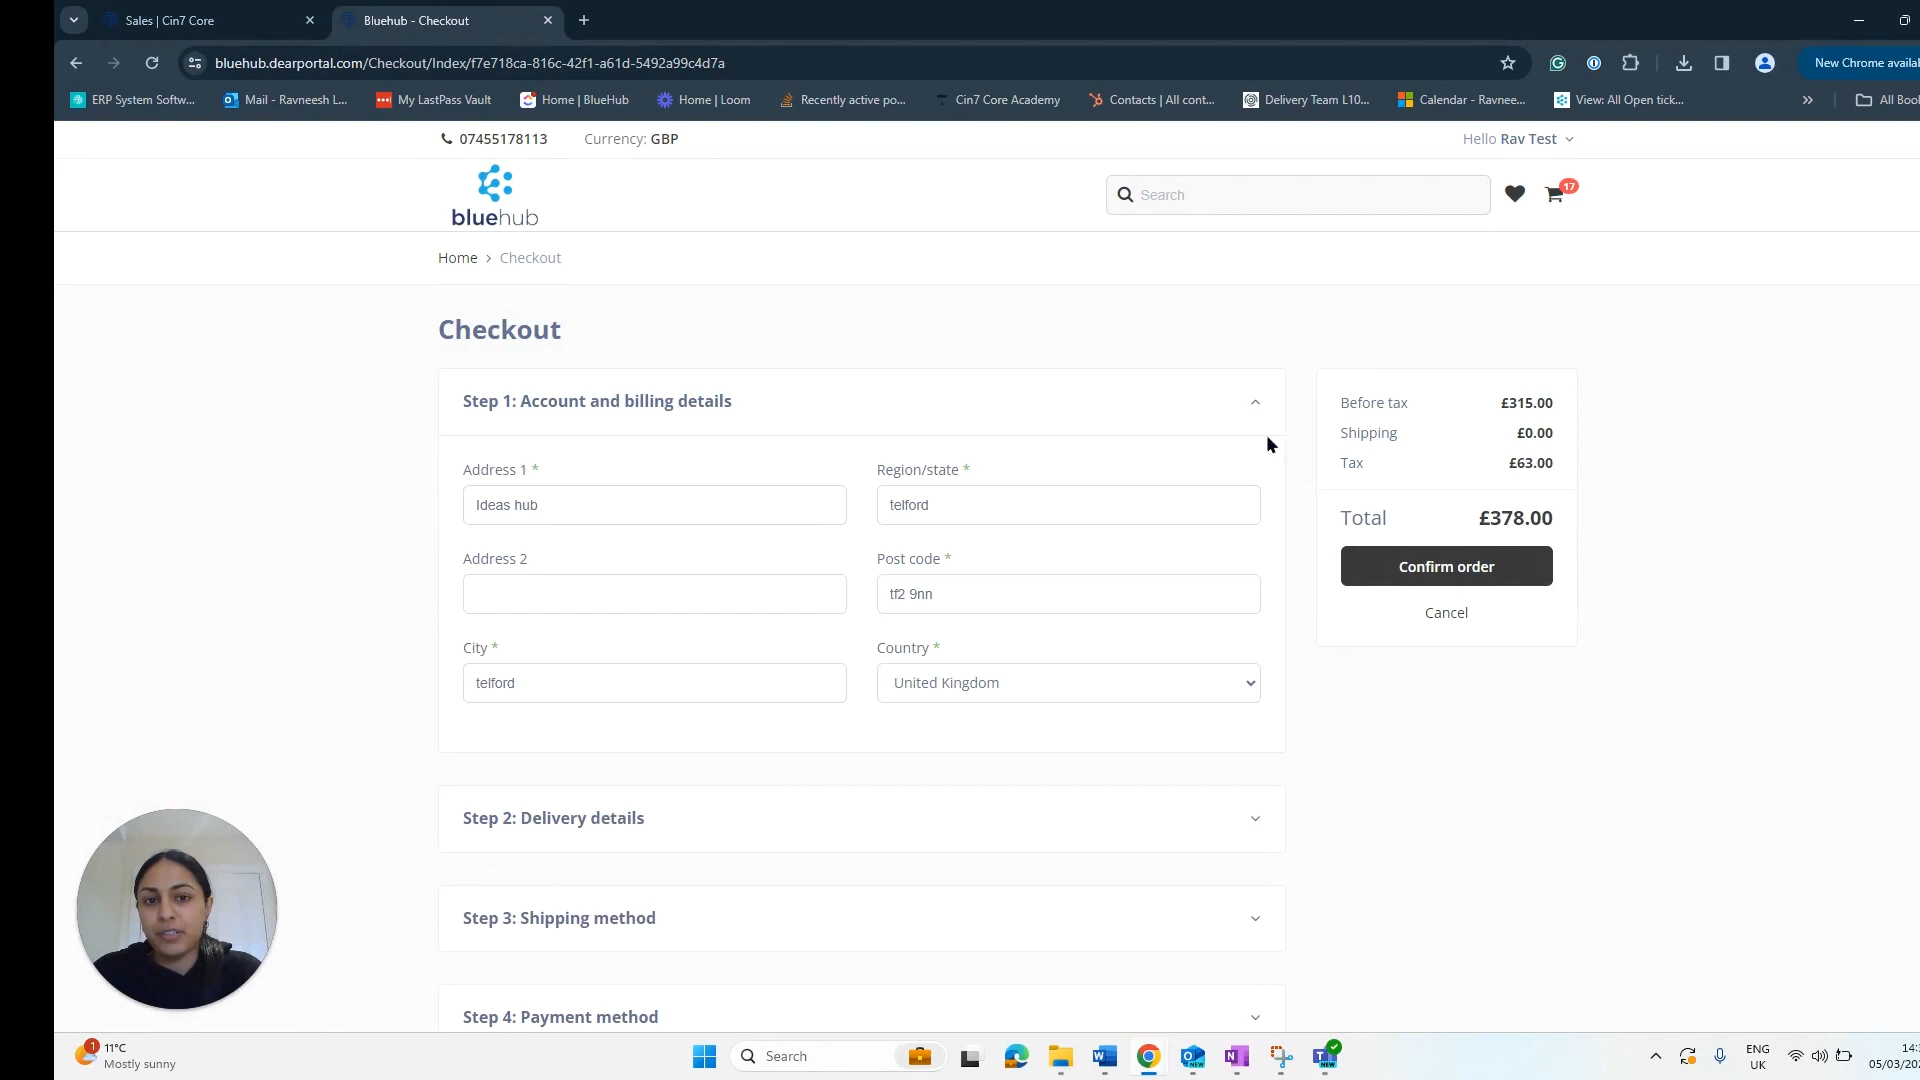 Sales | Cin7 Core
Bluehub - Checkout
bluehub.dearportal.com/Checkout/Index/f7e718ca-816c-42f1-a61d-5492a99c4d7a
New Chrome availab
ERP System Softw...
Mail - Ravneesh L...
My LastPass Vault
Home | BlueHub
Home | Loom
Recently active po...
Cin7 Core Academy
Contacts | All cont...
Delivery Team L10...
Calendar - Ravnee...
View: All Open tick...
All Bool
07455178113
Currency: GBP
Hello Rav Test
bluehub
Search
17
Home > Checkout
Checkout
Step 1: Account and billing details
Address 1 *
Ideas hub
Region/state *
telford
Address 2
Post code *
tf2 9nn
City *
telford
Country *
United Kingdom
Before tax £315.00
Shipping £0.00
Tax £63.00
Total £378.00
Confirm order
Cancel
Step 2: Delivery details
Step 3: Shipping method
Step 4: Payment method
1
11°C
Mostly sunny
Search
NEW
NEW
ENG
UK
14:
05/03/20